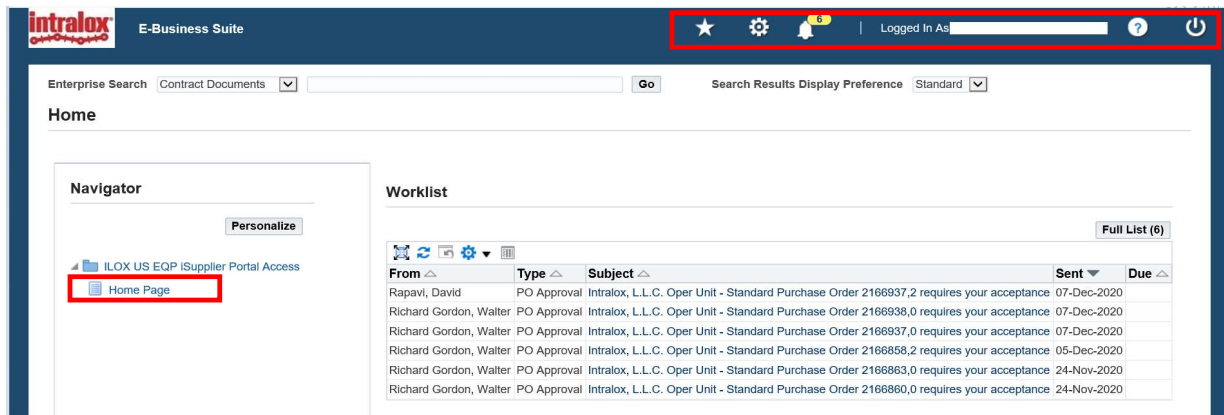 intralox
E-Business Suite
6
Logged In As
?
Enterprise Search Contract Documents Go Search Results Display Preference Standard
Home
Navigator
Personalize
ILOX US EQP iSupplier Portal Access
Home Page
Worklist
Full List (6)
From Type Subject Sent Due
Rapavi, David PO Approval Intralox, L.L.C. Oper Unit - Standard Purchase Order 2166937,2 requires your acceptance 07-Dec-2020
Richard Gordon, Walter PO Approval Intralox, L.L.C. Oper Unit - Standard Purchase Order 2166938,0 requires your acceptance 07-Dec-2020
Richard Gordon, Walter PO Approval Intralox, L.L.C. Oper Unit - Standard Purchase Order 2166937,0 requires your acceptance 07-Dec-2020
Richard Gordon, Walter PO Approval Intralox, L.L.C. Oper Unit - Standard Purchase Order 2166858,2 requires your acceptance 05-Dec-2020
Richard Gordon, Walter PO Approval Intralox, L.L.C. Oper Unit - Standard Purchase Order 2166863,0 requires your acceptance 24-Nov-2020
Richard Gordon, Walter PO Approval Intralox, L.L.C. Oper Unit - Standard Purchase Order 2166860,0 requires your acceptance 24-Nov-2020